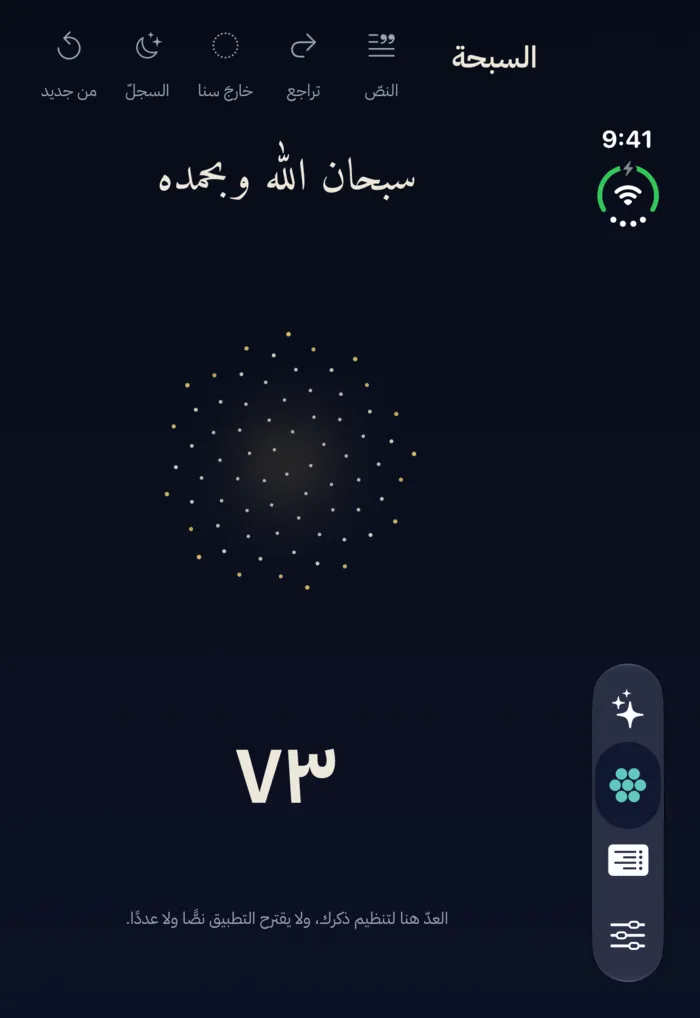 السبحة
النصّ
تراجع
خارجَ سنا
السجلّ
من جديد
9:41
سبحان الله وبحمده
٧٣
العدّ هنا لتنظيم ذكرك، ولا يقترح التطبيق نصًّا ولا عددًا.